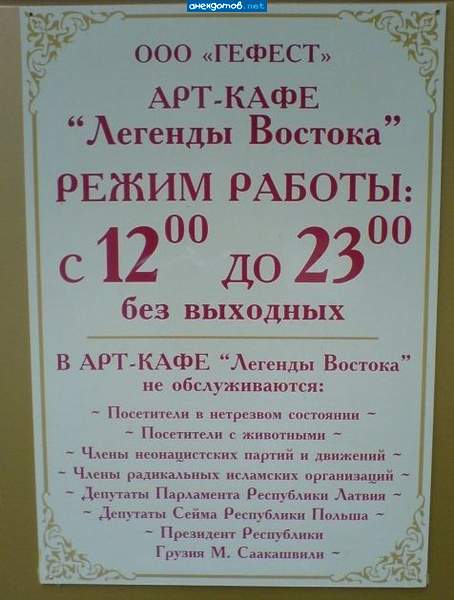 анекдотов.net
ООО «ГЕФЕСТ»
АРТ-КАФЕ
“Легенды Востока”
РЕЖИМ РАБОТЫ:
с 12⁰⁰ до 23⁰⁰
без выходных
В АРТ-КАФЕ “Легенды Востока”
не обслуживаются:
~ Посетители в нетрезвом состоянии ~
~ Посетители с животными ~
~ Члены неонацистских партий и движений ~
~ Члены радикальных исламских организаций ~
~ Депутаты Парламента Республики Латвия ~
~ Депутаты Сейма Республики Польша ~
~ Президент Республики
Грузия М. Саакашвили ~